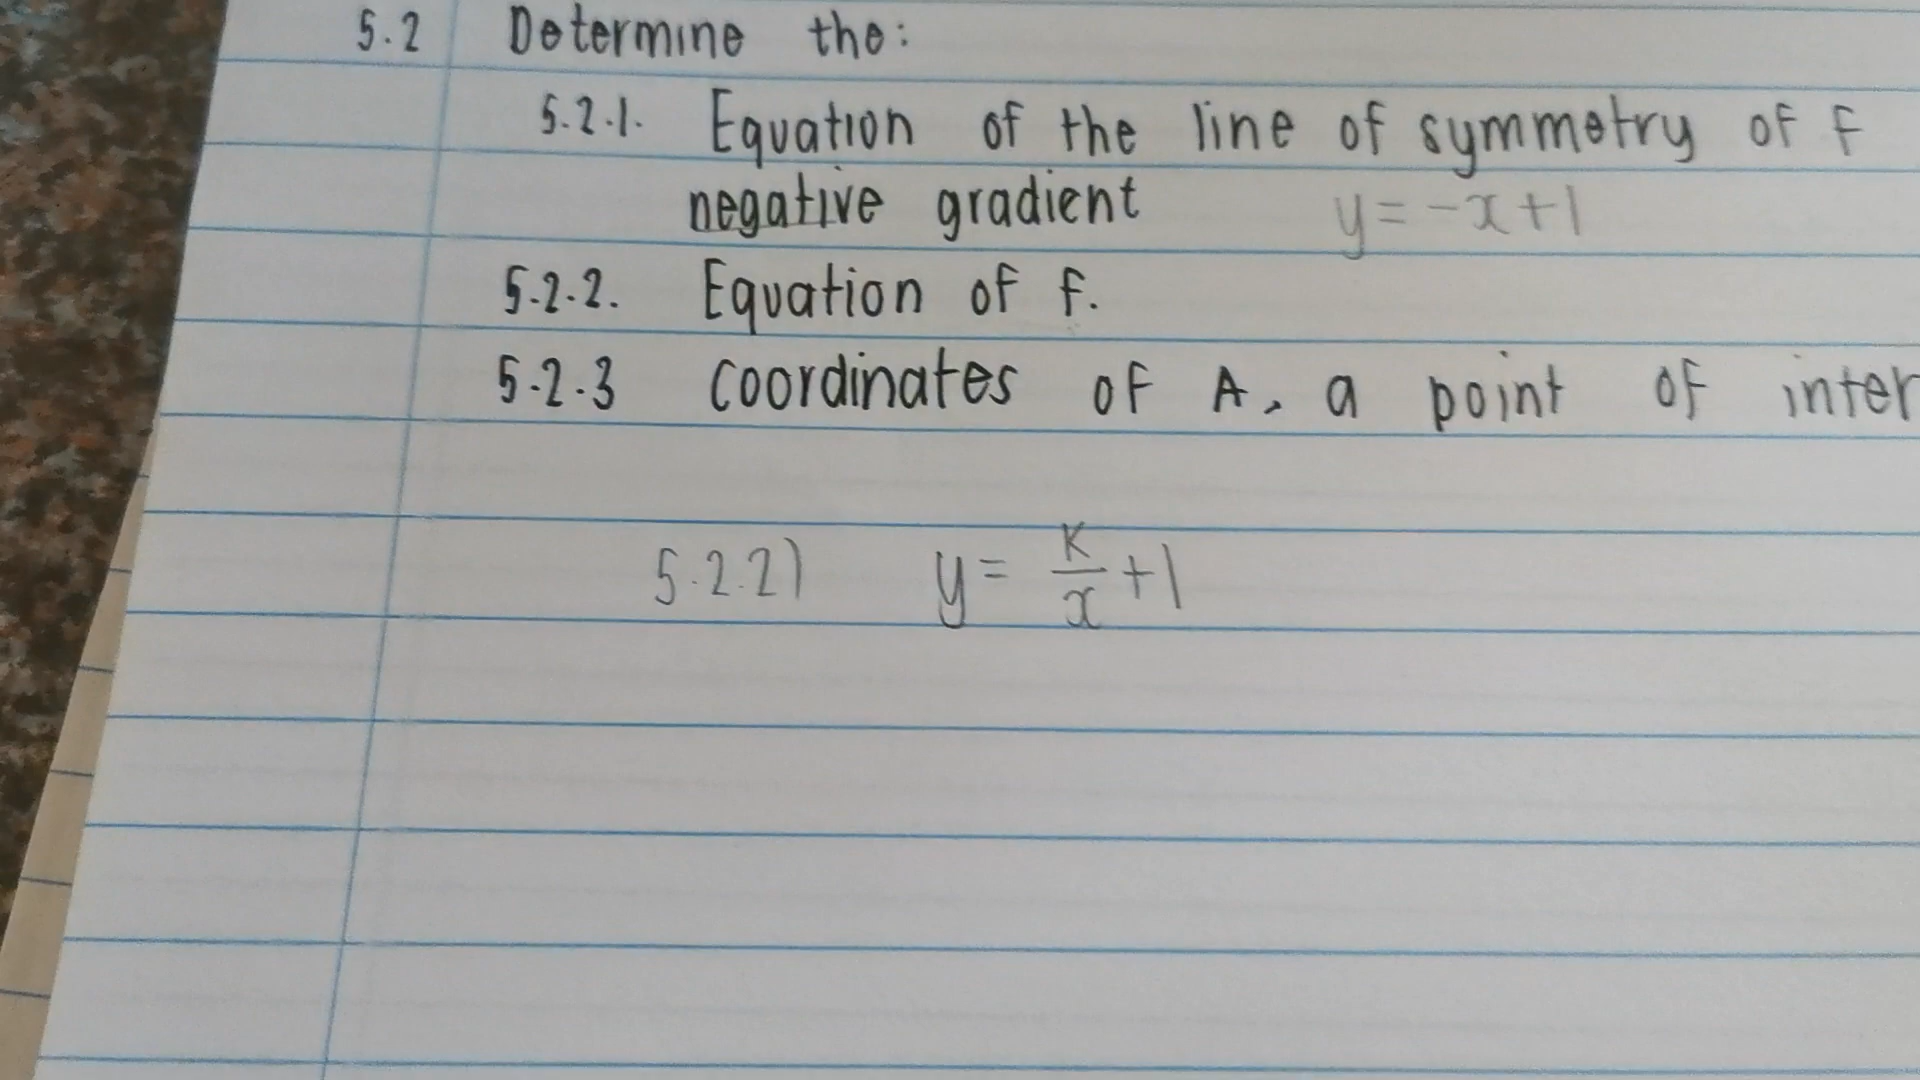 5.2 Determine the:
5.2.1. Equation of the line of symmetry of f
negative gradient y = -x + 1
5.2.2. Equation of f.
5.2.3 Coordinates of A, a point of inter
5.2.2) y = K/x + 1